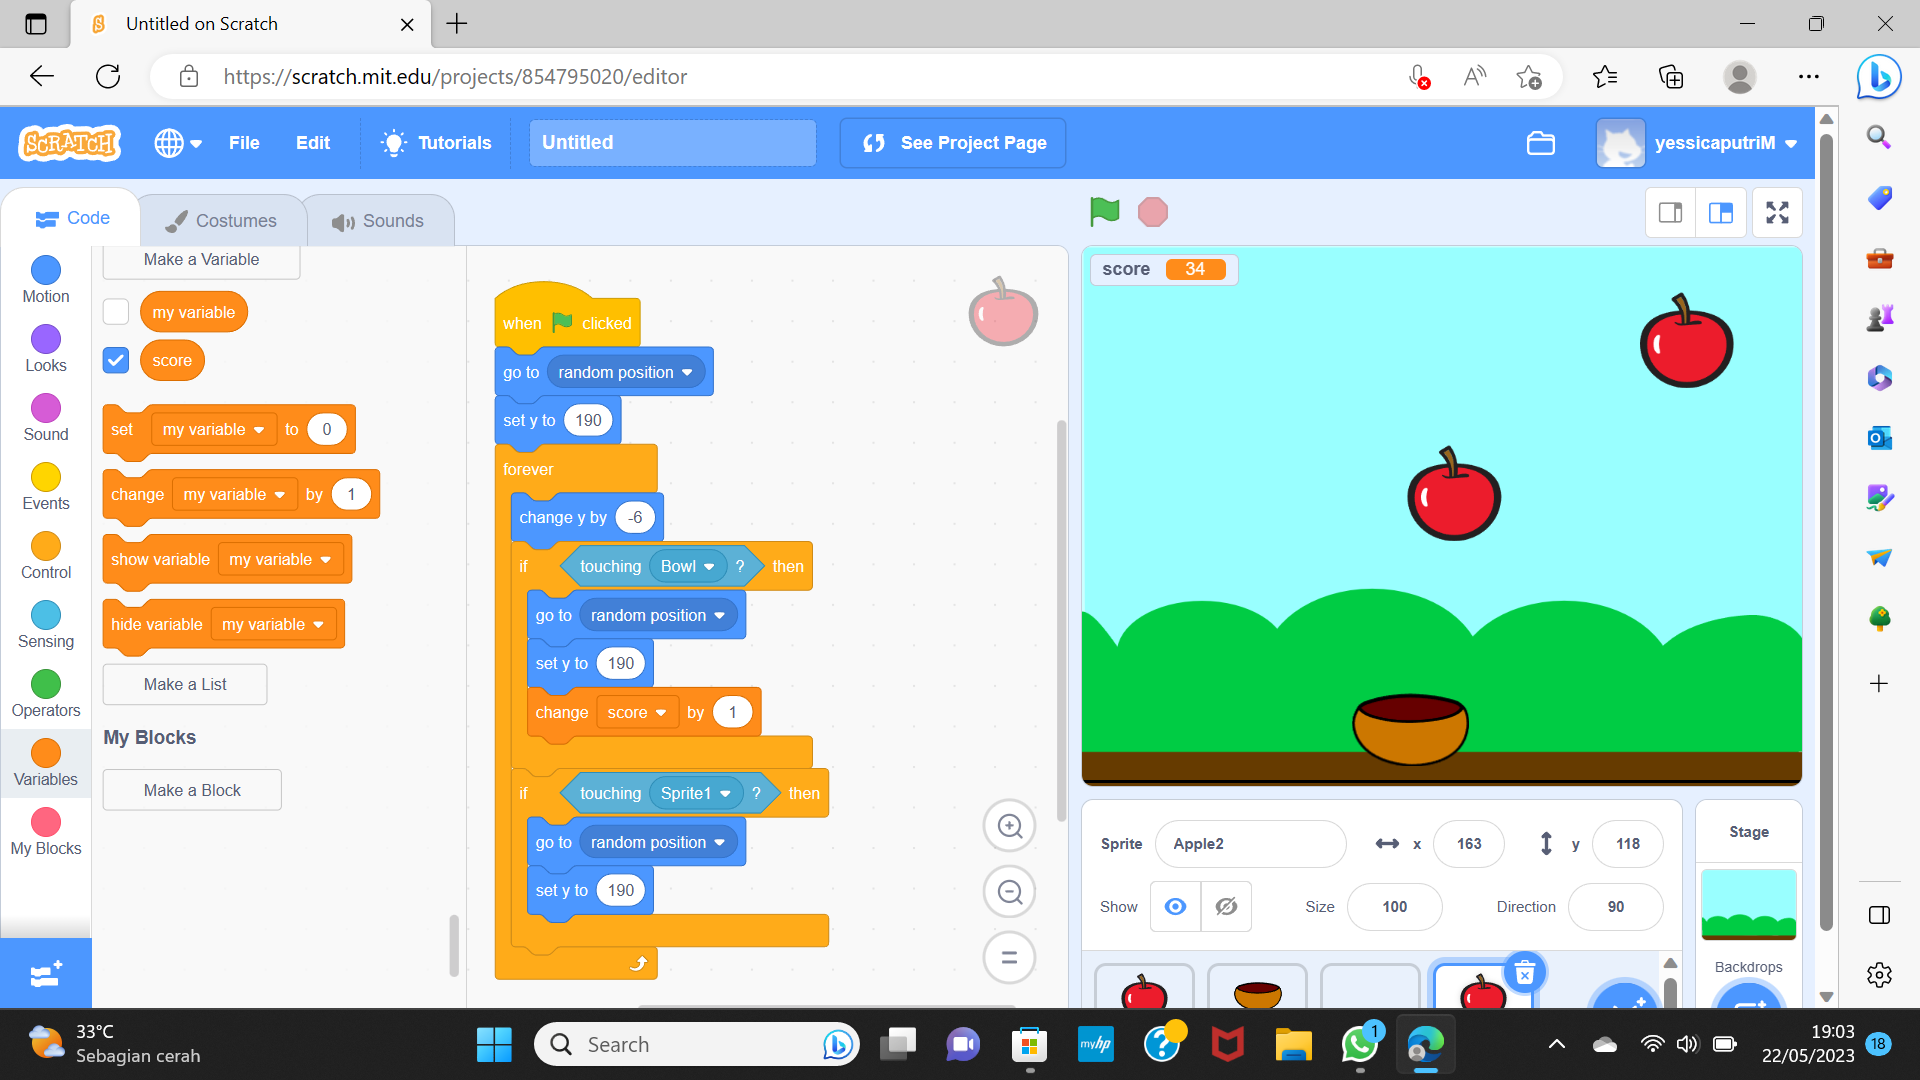 Untitled on Scratch
https://scratch.mit.edu/projects/854795020/editor
SCRATCH
File
Edit
Tutorials
Untitled
See Project Page
yessicaputriM
Code
Costumes
Sounds
Motion
Looks
Sound
Events
Control
Sensing
Operators
Variables
My Blocks
Make a Variable
my variable
score
set my variable to 0
change my variable by 1
show variable my variable
hide variable my variable
Make a List
My Blocks
Make a Block
when clicked
go to random position
set y to 190
forever
change y by -6
if touching Bowl ? then
go to random position
set y to 190
change score by 1
if touching Sprite1 ? then
go to random position
set y to 190
score 34
Sprite Apple2 x 163 y 118
Show Size 100 Direction 90
Stage
Backdrops
33°C
Sebagian cerah
Search
myhp
1
19:03
22/05/2023
18